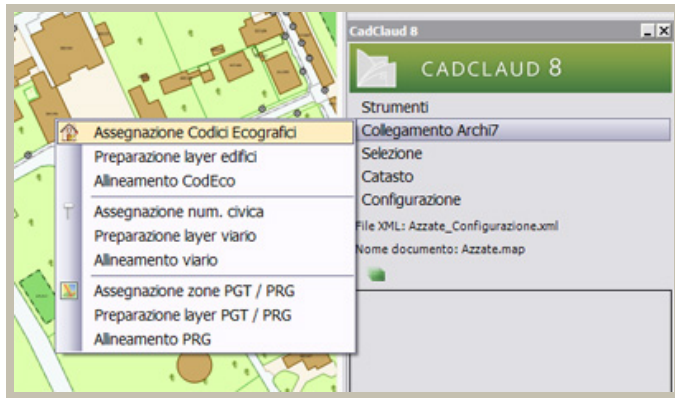 CadClaud 8
CADCLAUD 8
Strumenti
Collegamento Archi7
Selezione
Catasto
Configurazione
File XML: Azzate_Configurazione.xml
Nome documento: Azzate.map
Assegnazione Codici Ecografici
Preparazione layer edifici
Allineamento CodEco
Assegnazione num. civica
Preparazione layer viario
Allineamento viario
Assegnazione zone PGT / PRG
Preparazione layer PGT / PRG
Allineamento PRG